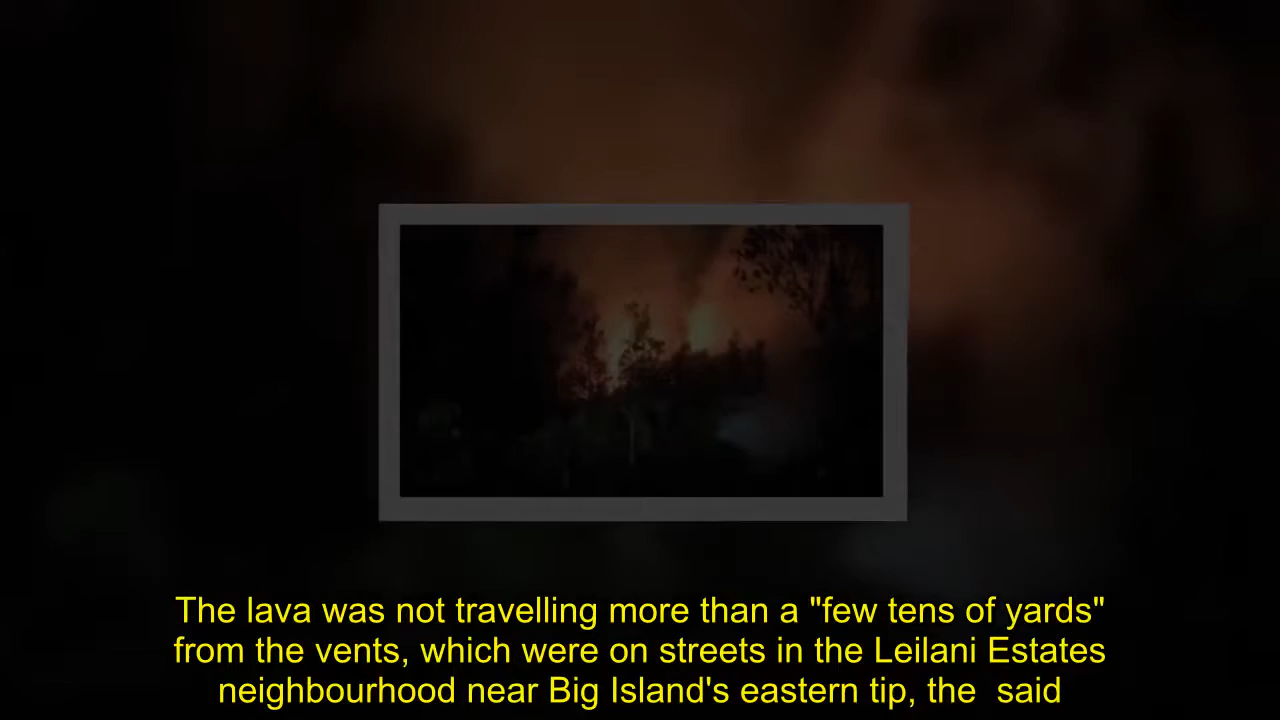 The lava was not travelling more than a "few tens of yards"
from the vents, which were on streets in the Leilani Estates
neighbourhood near Big Island's eastern tip, the  said